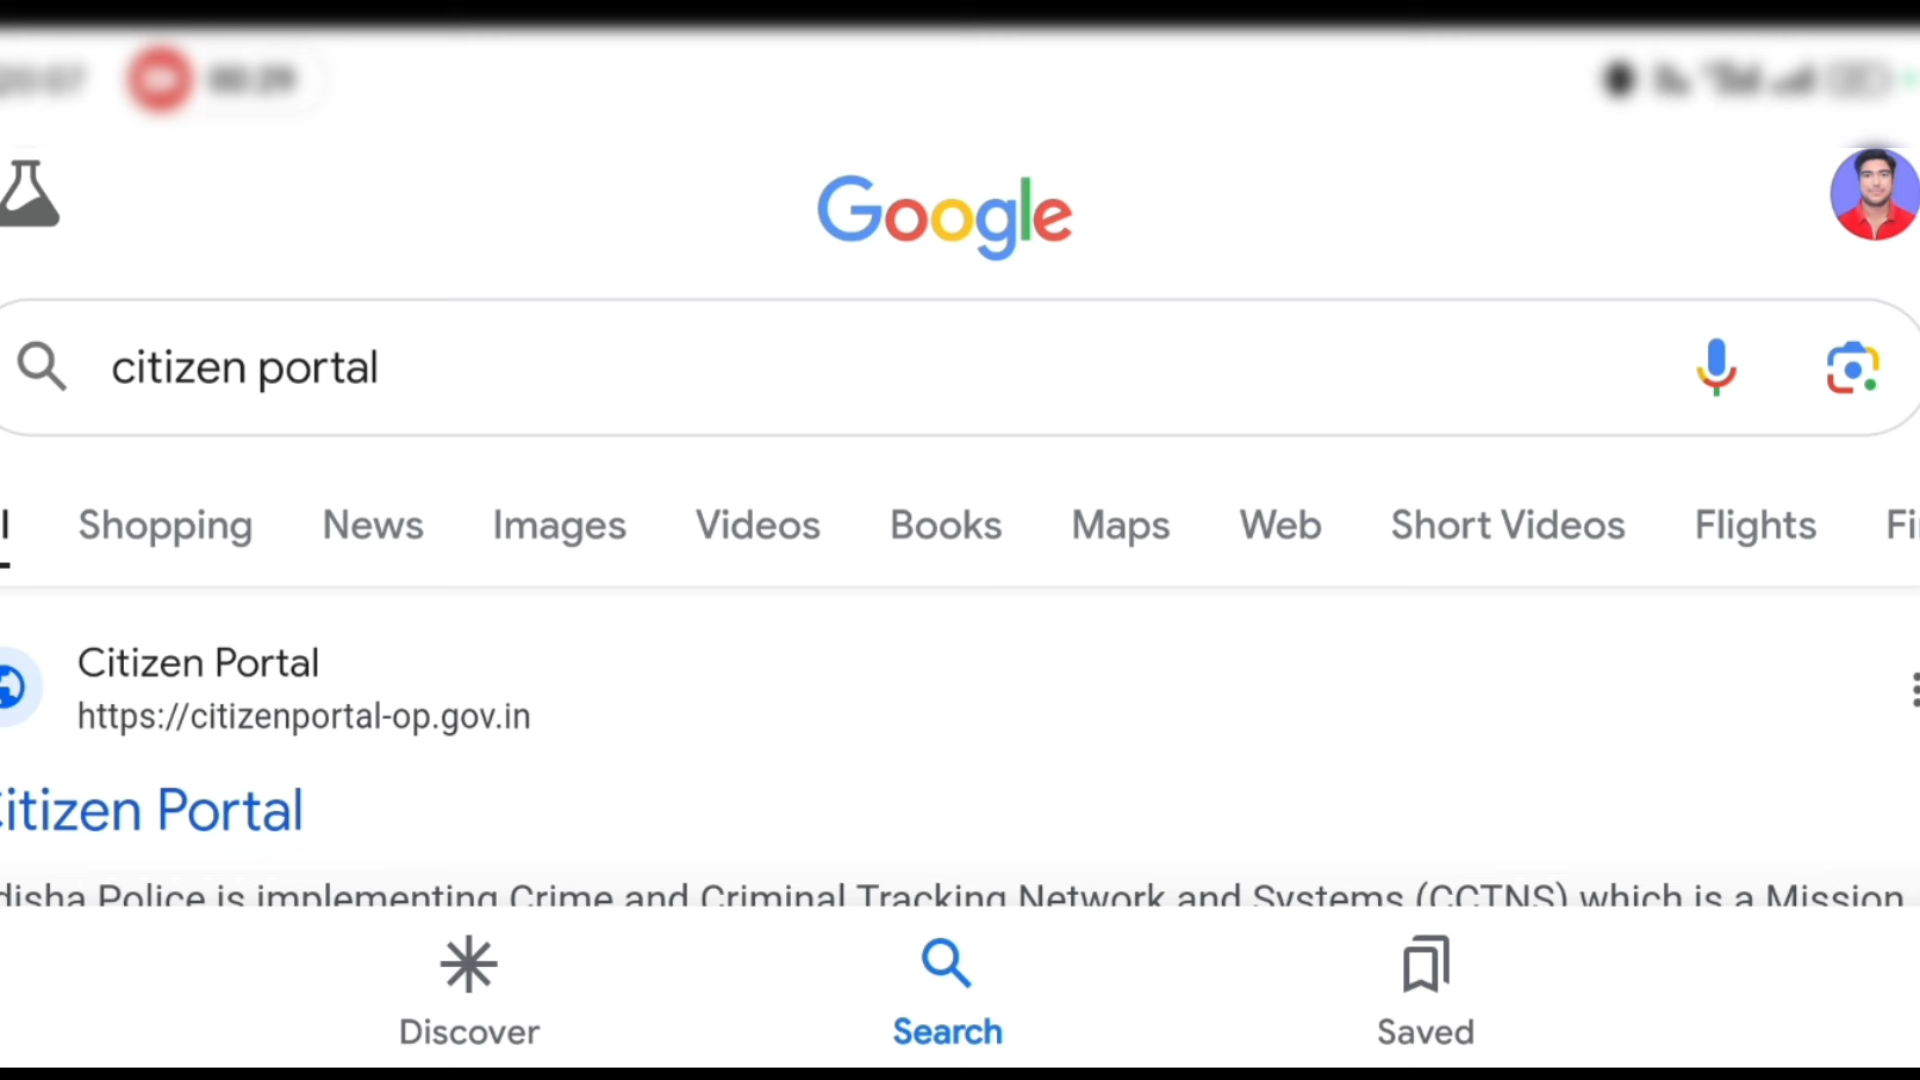 Google
citizen portal
l Shopping News Images Videos Books Maps Web Short Videos Flights Fi
Citizen Portal
https://citizenportal-op.gov.in
itizen Portal
disha Police is implementing Crime and Criminal Tracking Network and Systems (CCTNS) which is a Mission
Discover Search Saved